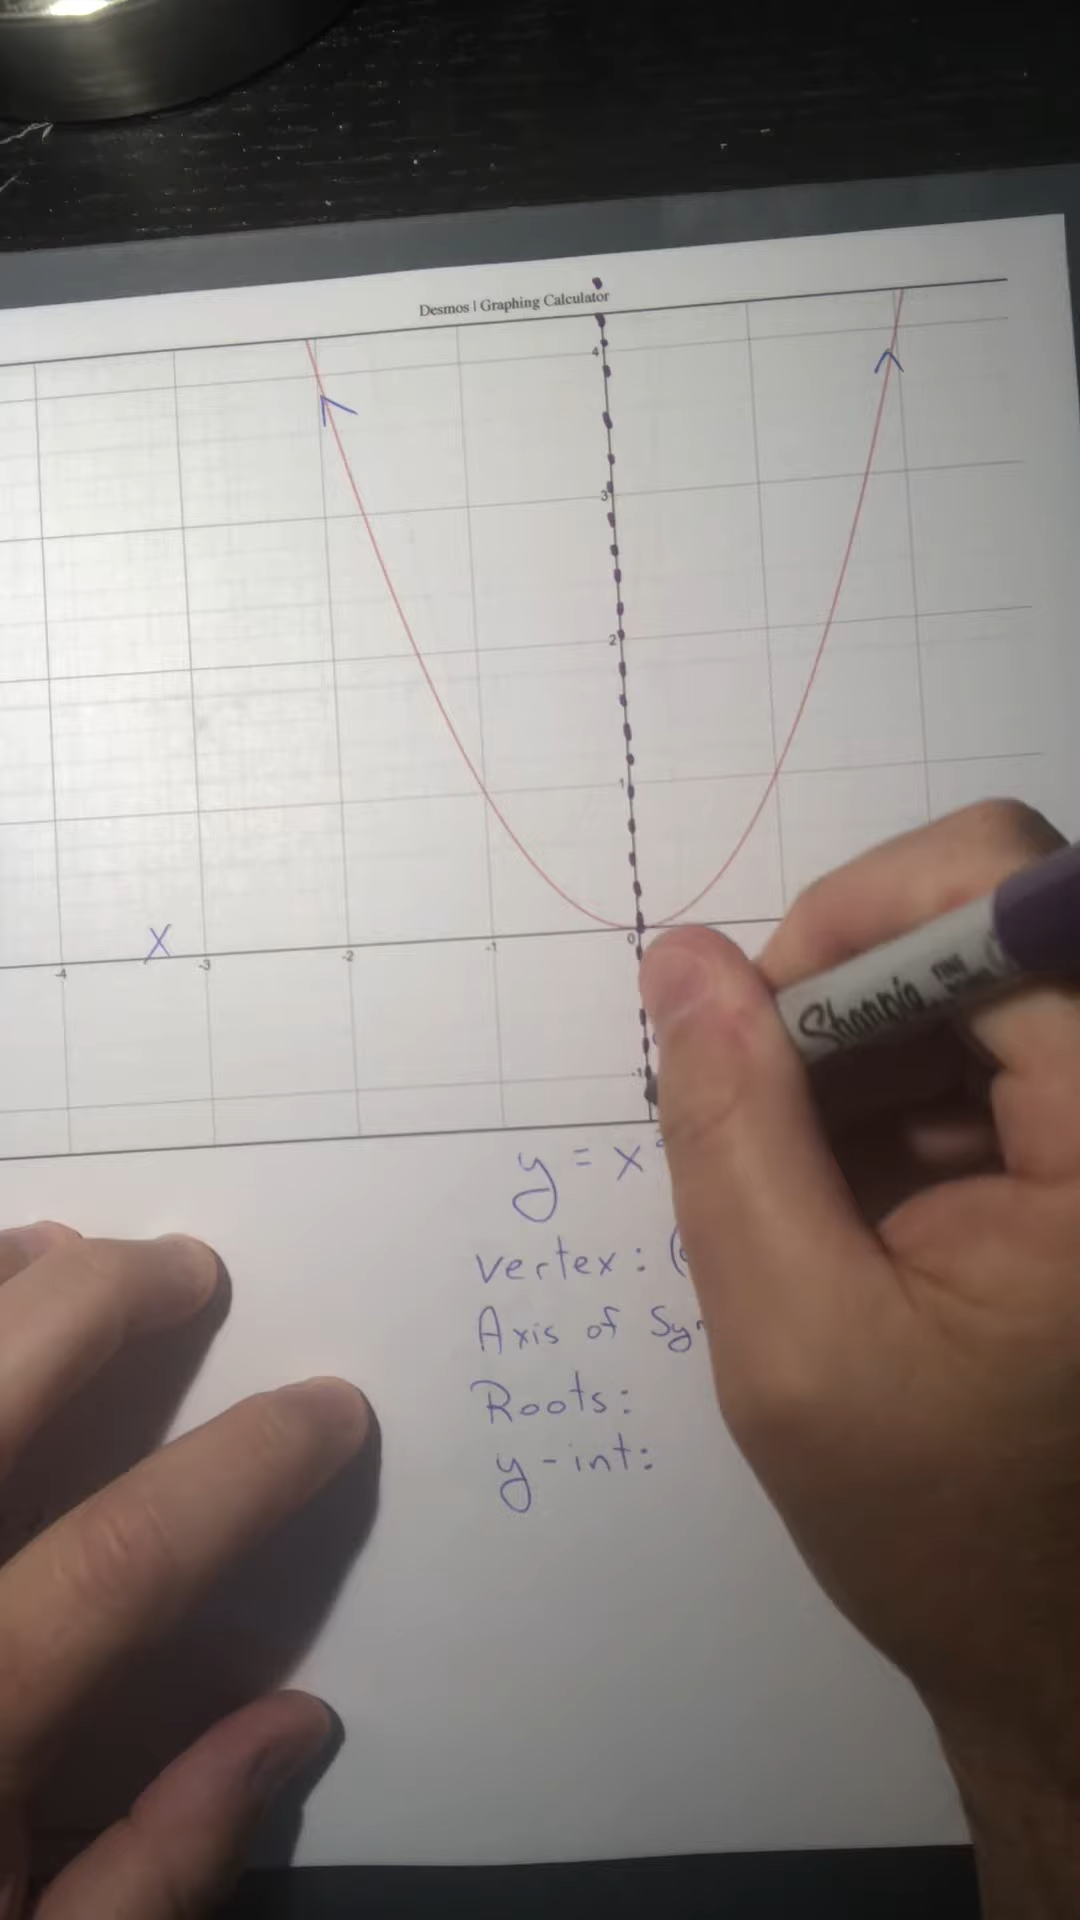 Desmos | Graphing Calculator
4
3
2
1
X
-4
-3
-2
-1
0
-1
Sharpie
FINE
y = x
vertex: (
Axis of Sy
Roots:
y-int: